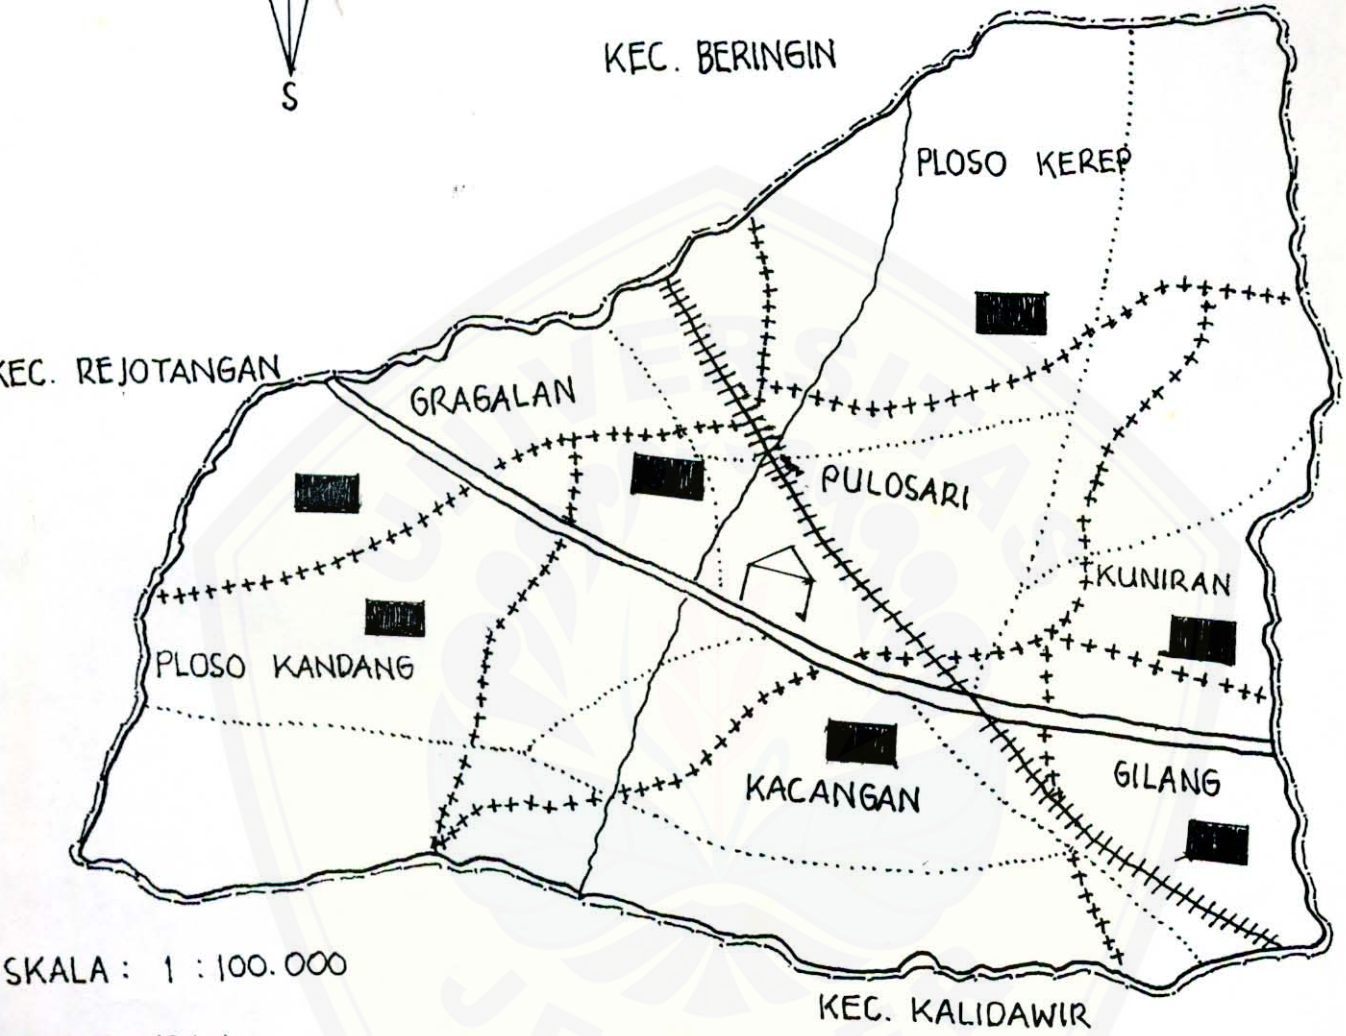 S
KEC. BERINGIN
PLOSO KEREP
KEC. REJOTANGAN
GRAGALAN
PULOSARI
KUNIRAN
PLOSO KANDANG
GILANG
KACANGAN
SKALA : 1 : 100.000
KEC. KALIDAWIR
UNIVERSITAS